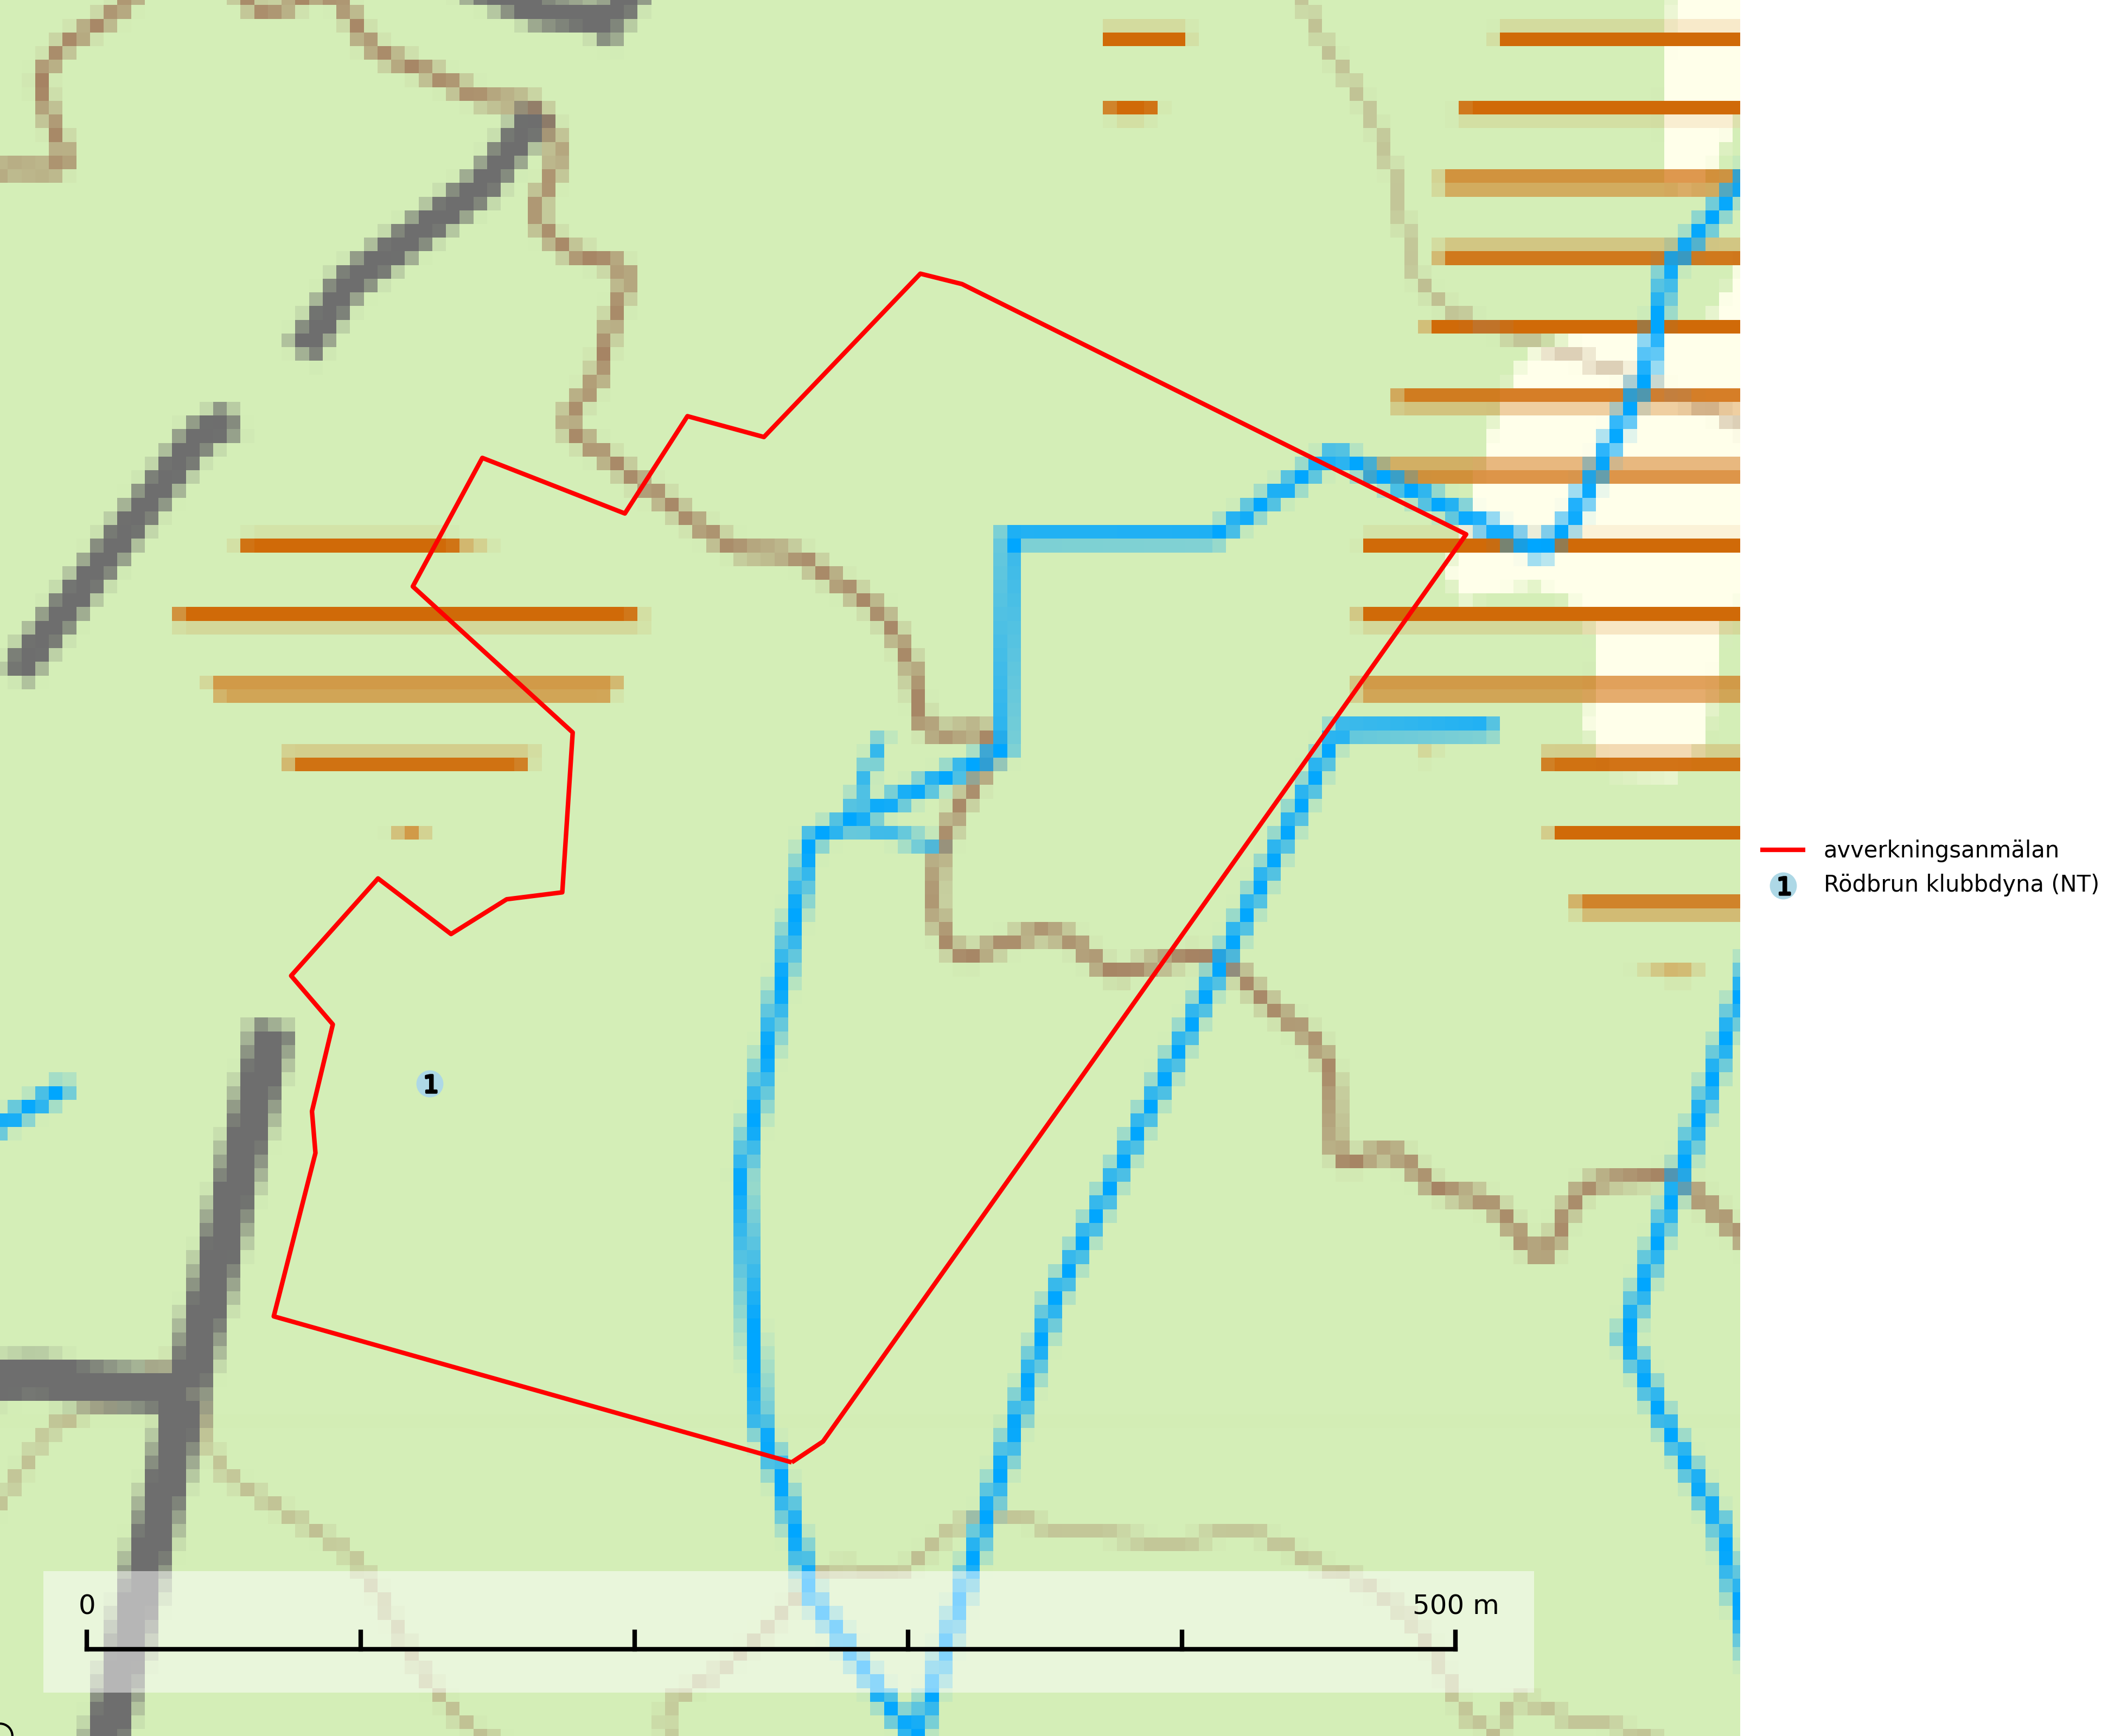 avverkningsanmälan
1 Rödbrun klubbdyna (NT)
1
0 500 m